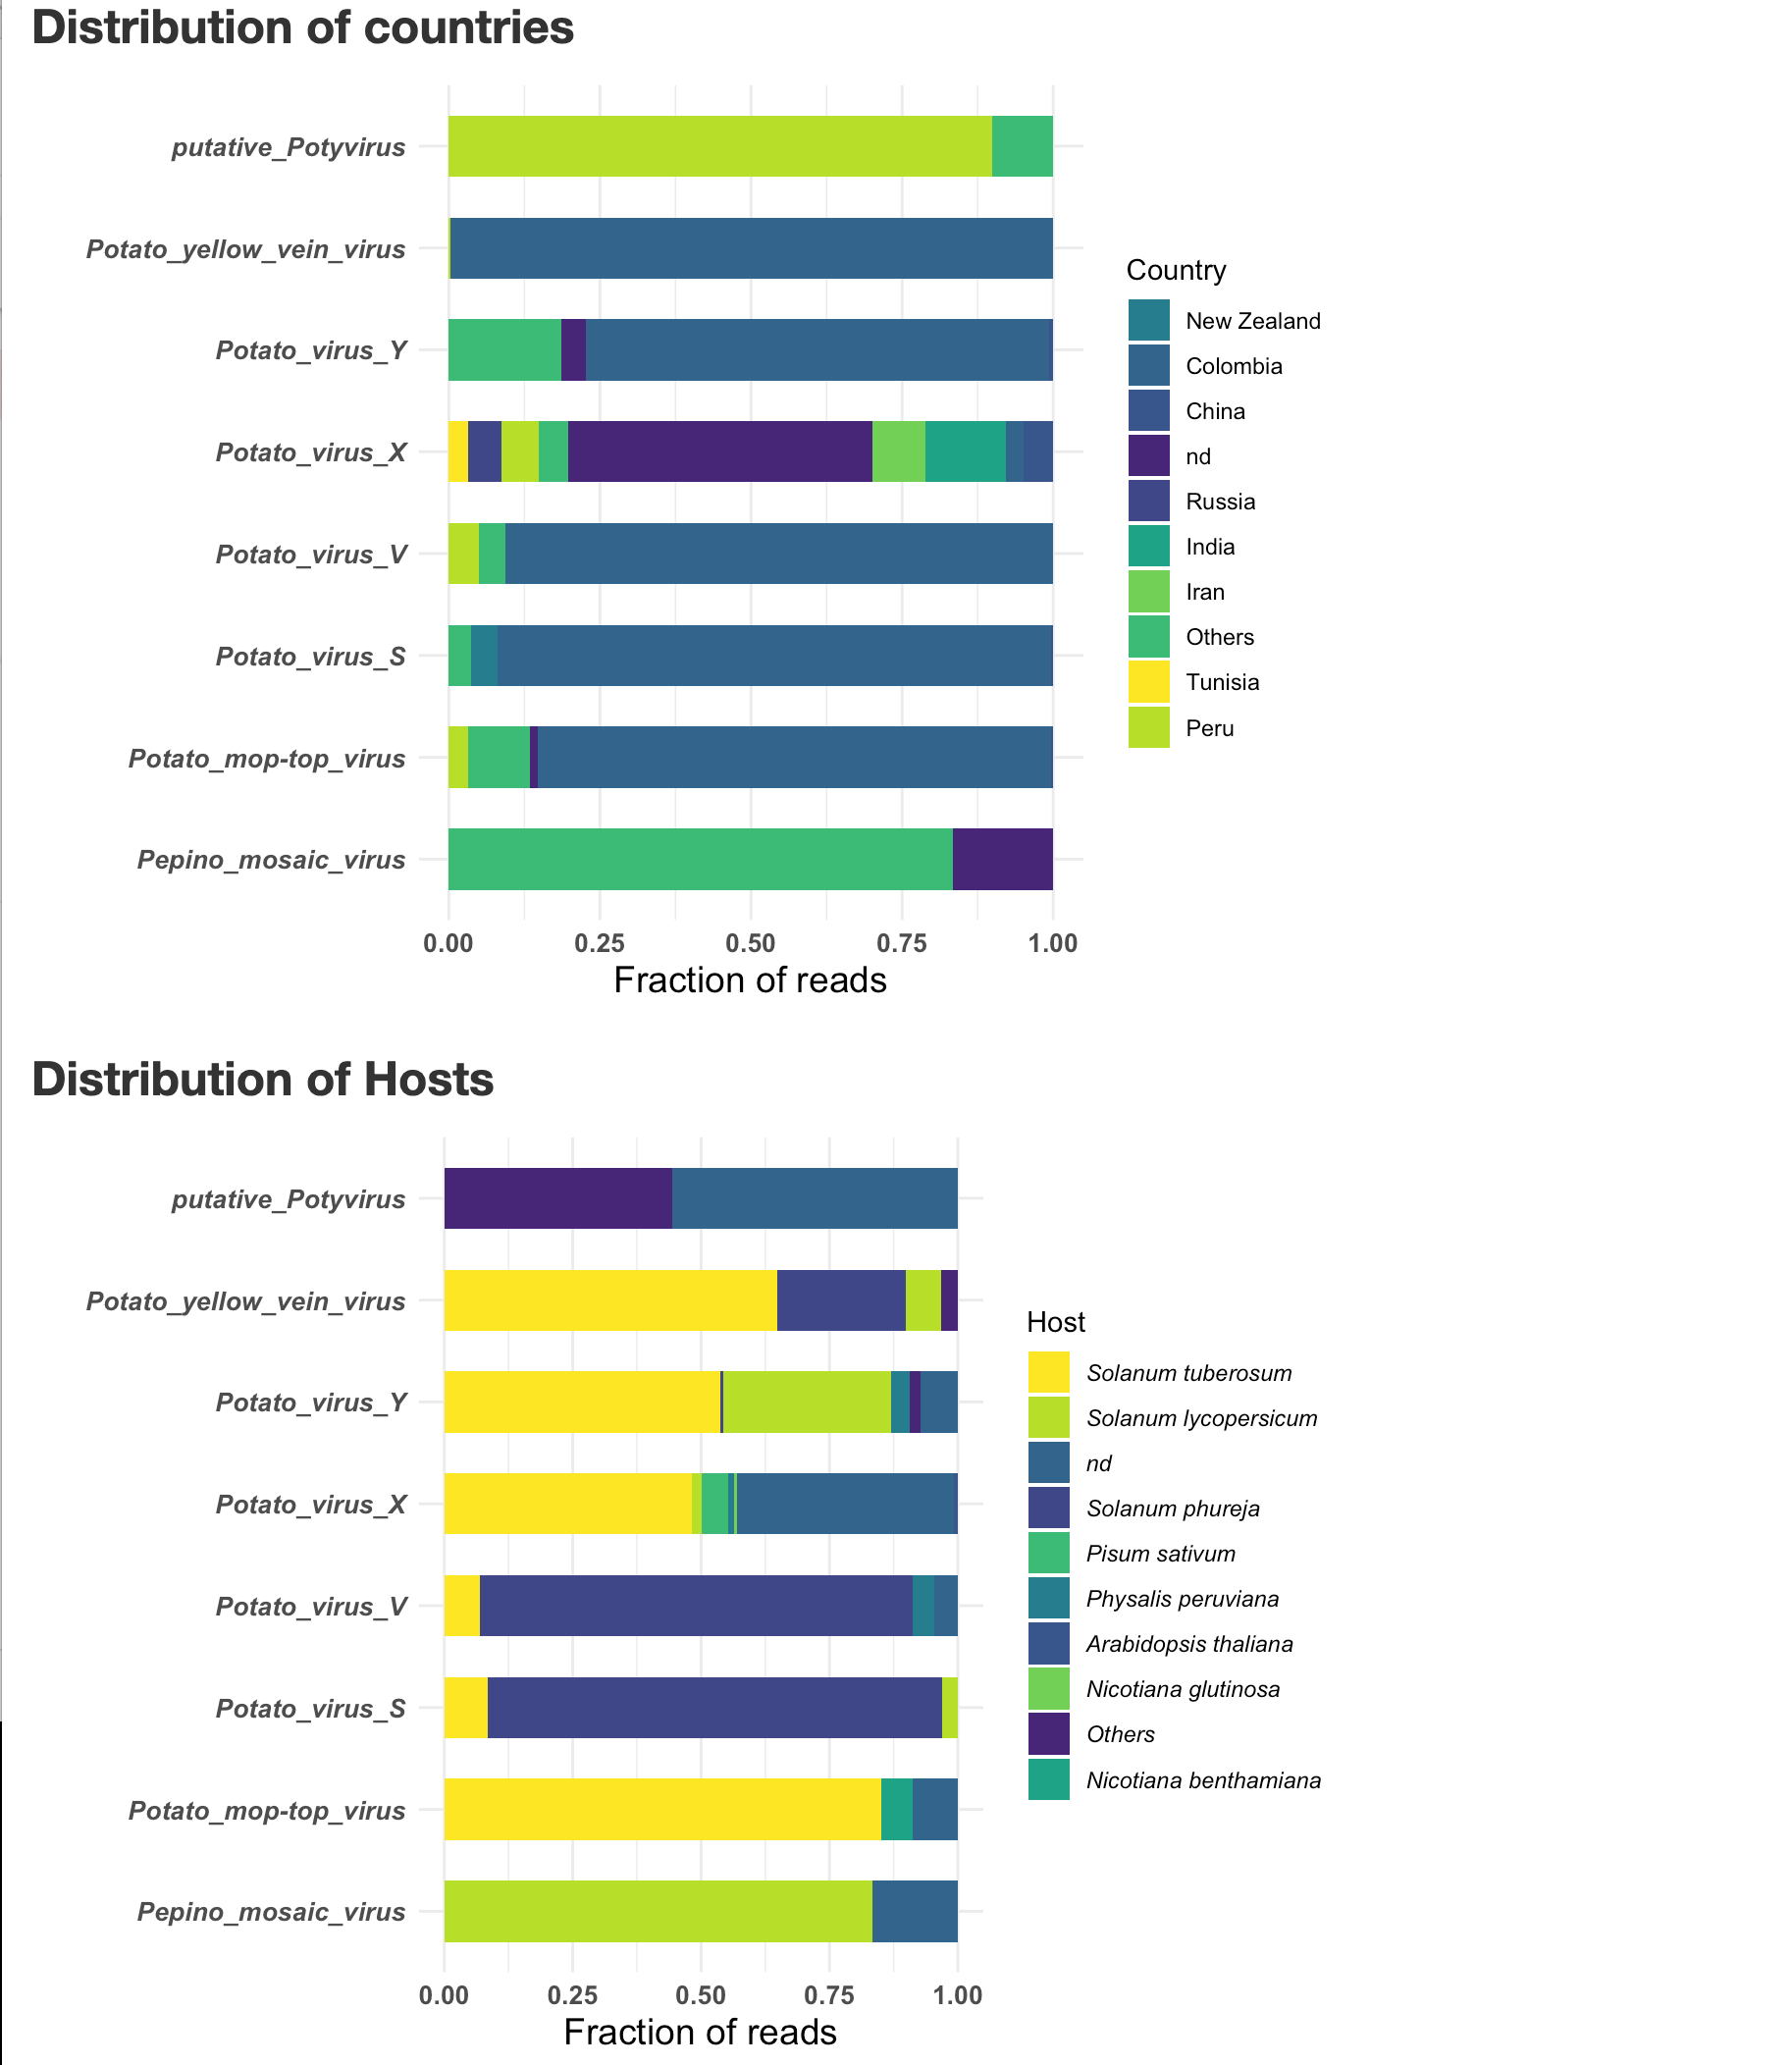 Distribution of countries
putative_Potyvirus
Potato_yellow_vein_virus
Potato_virus_Y
Potato_virus_X
Potato_virus_V
Potato_virus_S
Potato_mop-top_virus
Pepino_mosaic_virus
0.00 0.25 0.50 0.75 1.00
Fraction of reads
Country
New Zealand
Colombia
China
nd
Russia
India
Iran
Others
Tunisia
Peru
Distribution of Hosts
putative_Potyvirus
Potato_yellow_vein_virus
Potato_virus_Y
Potato_virus_X
Potato_virus_V
Potato_virus_S
Potato_mop-top_virus
Pepino_mosaic_virus
0.00 0.25 0.50 0.75 1.00
Fraction of reads
Host
Solanum tuberosum
Solanum lycopersicum
nd
Solanum phureja
Pisum sativum
Physalis peruviana
Arabidopsis thaliana
Nicotiana glutinosa
Others
Nicotiana benthamiana